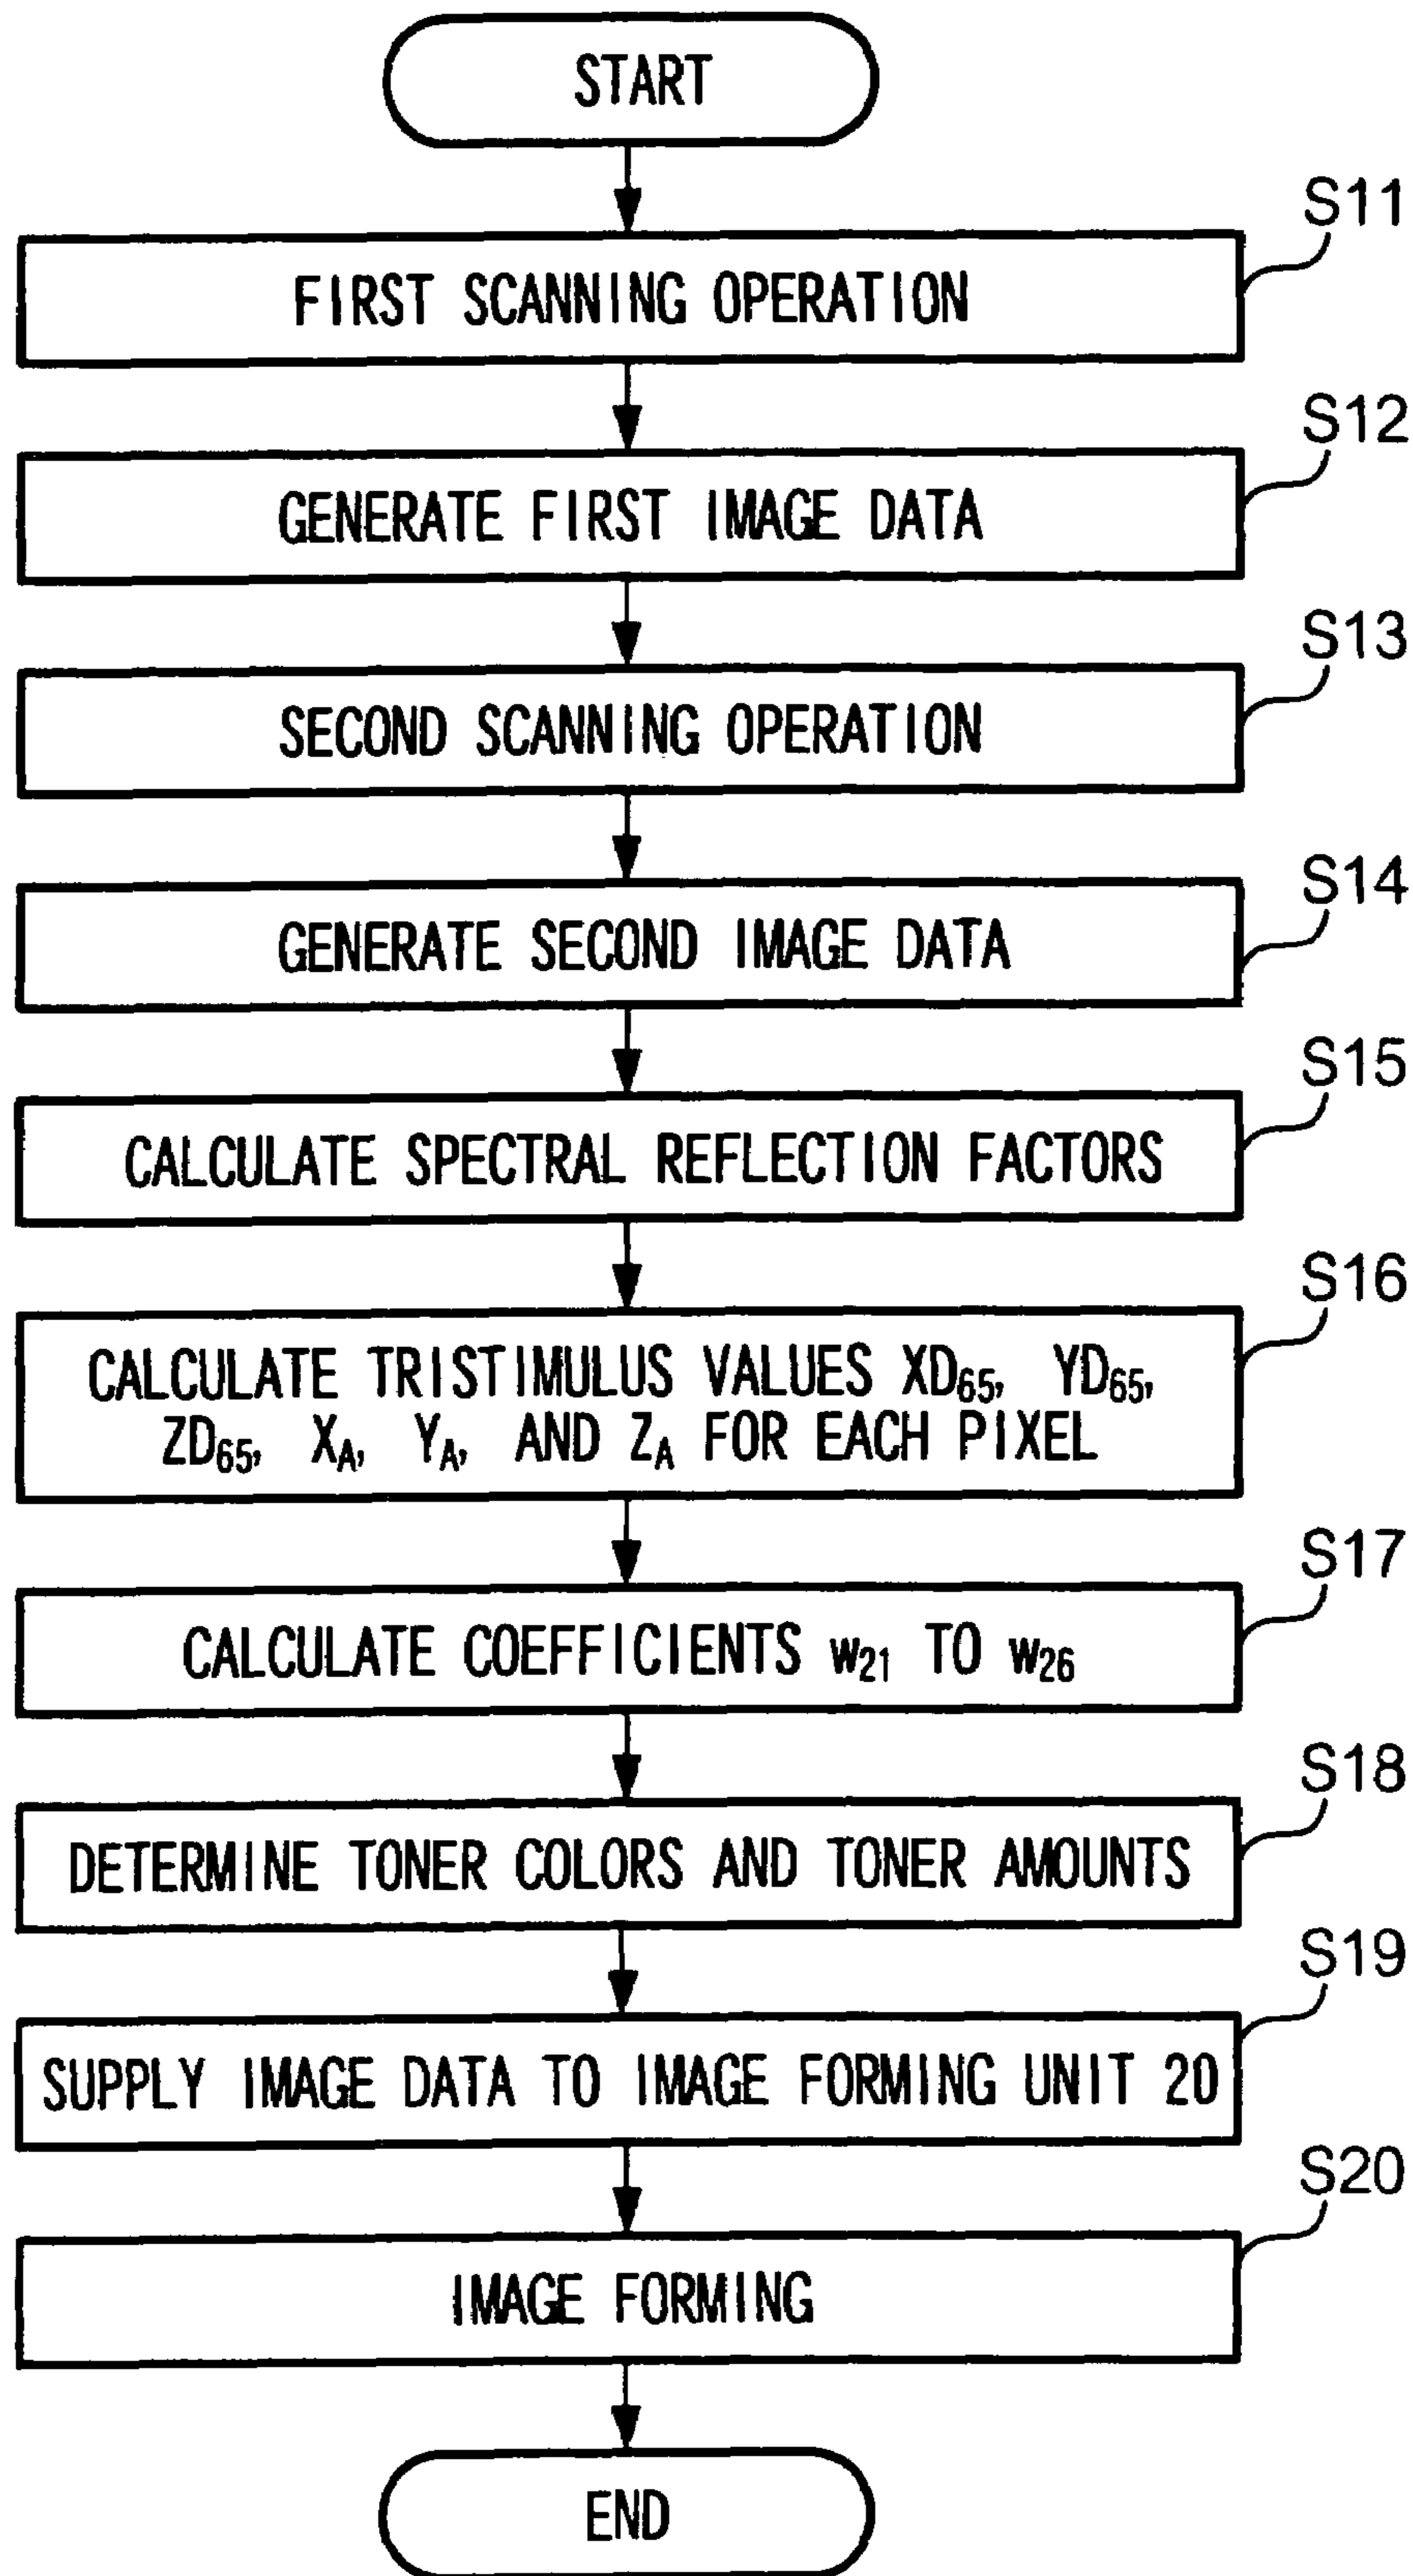 START
S11
FIRST SCANNING OPERATION
S12
GENERATE FIRST IMAGE DATA
S13
SECOND SCANNING OPERATION
S14
GENERATE SECOND IMAGE DATA
S15
CALCULATE SPECTRAL REFLECTION FACTORS
S16
CALCULATE TRISTIMULUS VALUES XD65, YD65,
ZD65, XA, YA, AND ZA FOR EACH PIXEL
S17
CALCULATE COEFFICIENTS w21 TO w26
S18
DETERMINE TONER COLORS AND TONER AMOUNTS
S19
SUPPLY IMAGE DATA TO IMAGE FORMING UNIT 20
S20
IMAGE FORMING
END